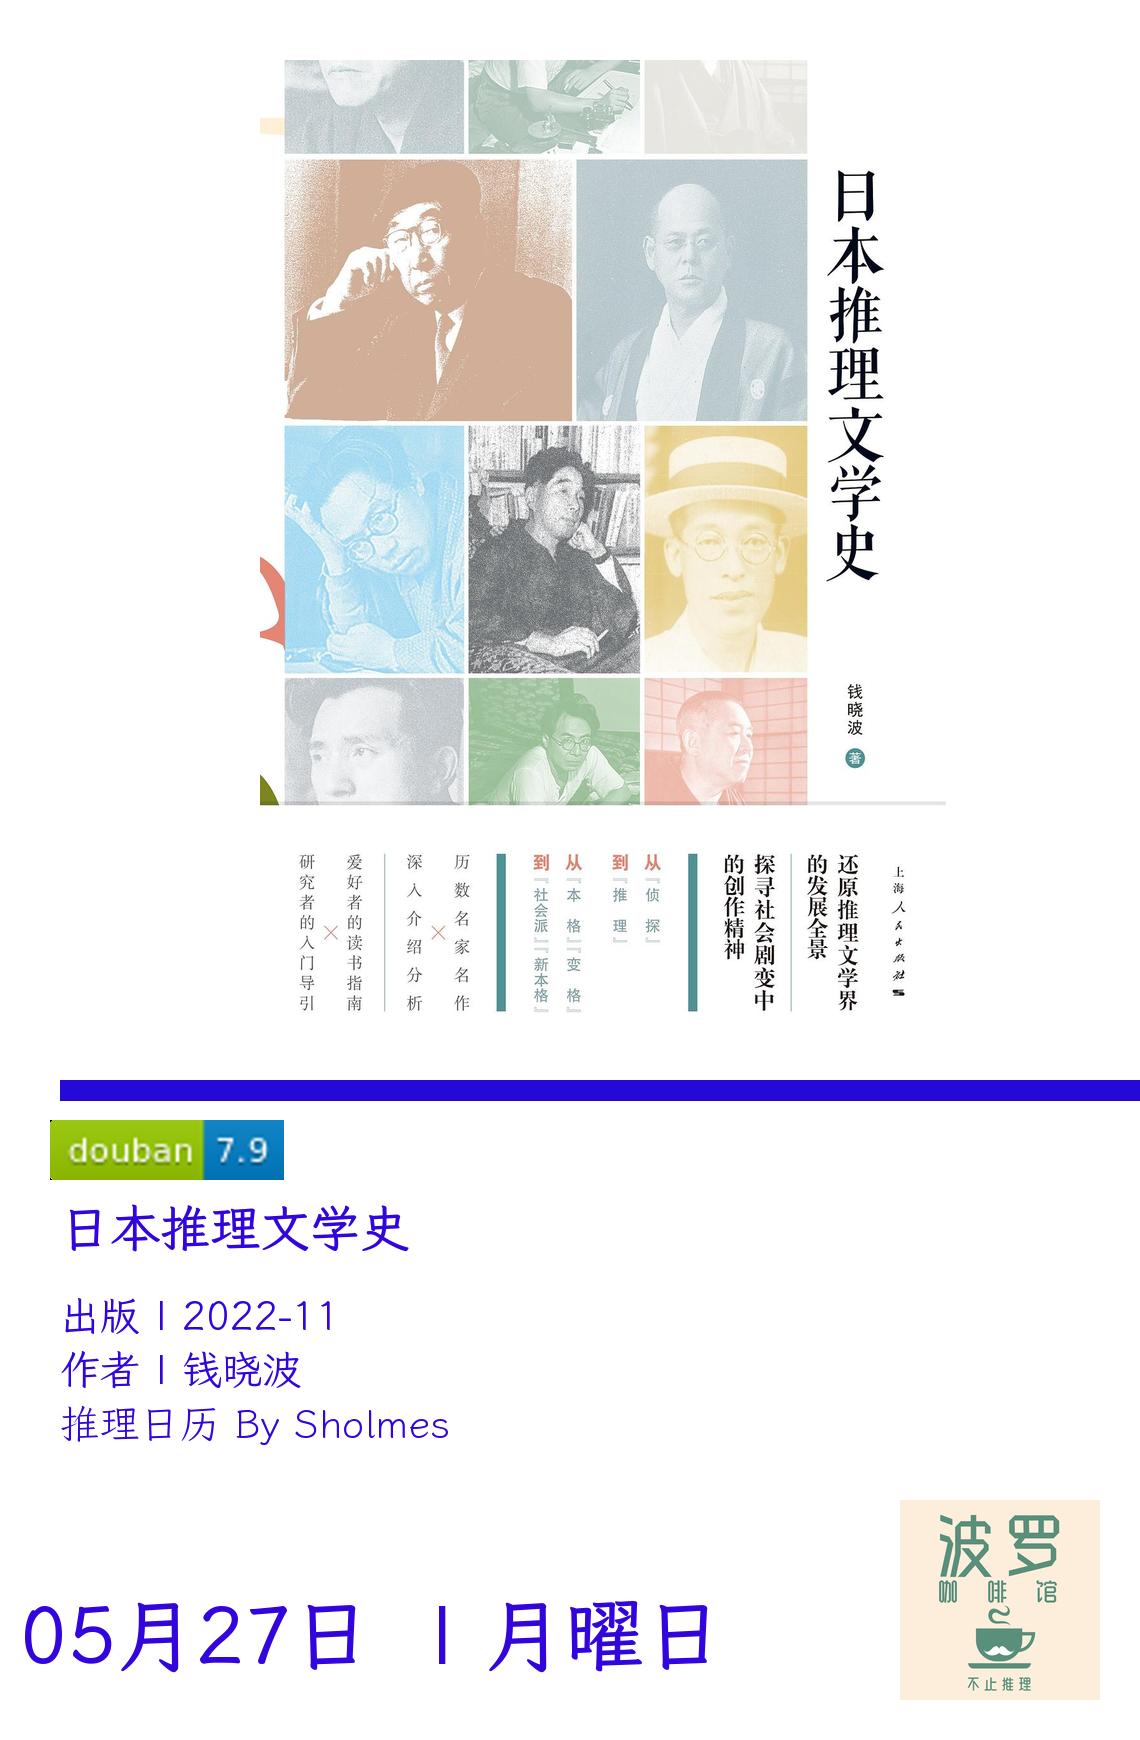 日本推理文学史
钱晓波
著
上海人民出版社
还原推理文学界
的发展全景
探寻社会剧变中
的创作精神
从『侦探』
到『推理』
从『本格』『变格』
到『社会派』『新本格』
历数名家名作
×
深入介绍分析
爱好者的读书指南
×
研究者的入门导引
douban 7.9
日本推理文学史
出版 | 2022-11
作者 | 钱晓波
推理日历 By Sholmes
05月27日 | 月曜日
波罗
咖啡馆
不止推理